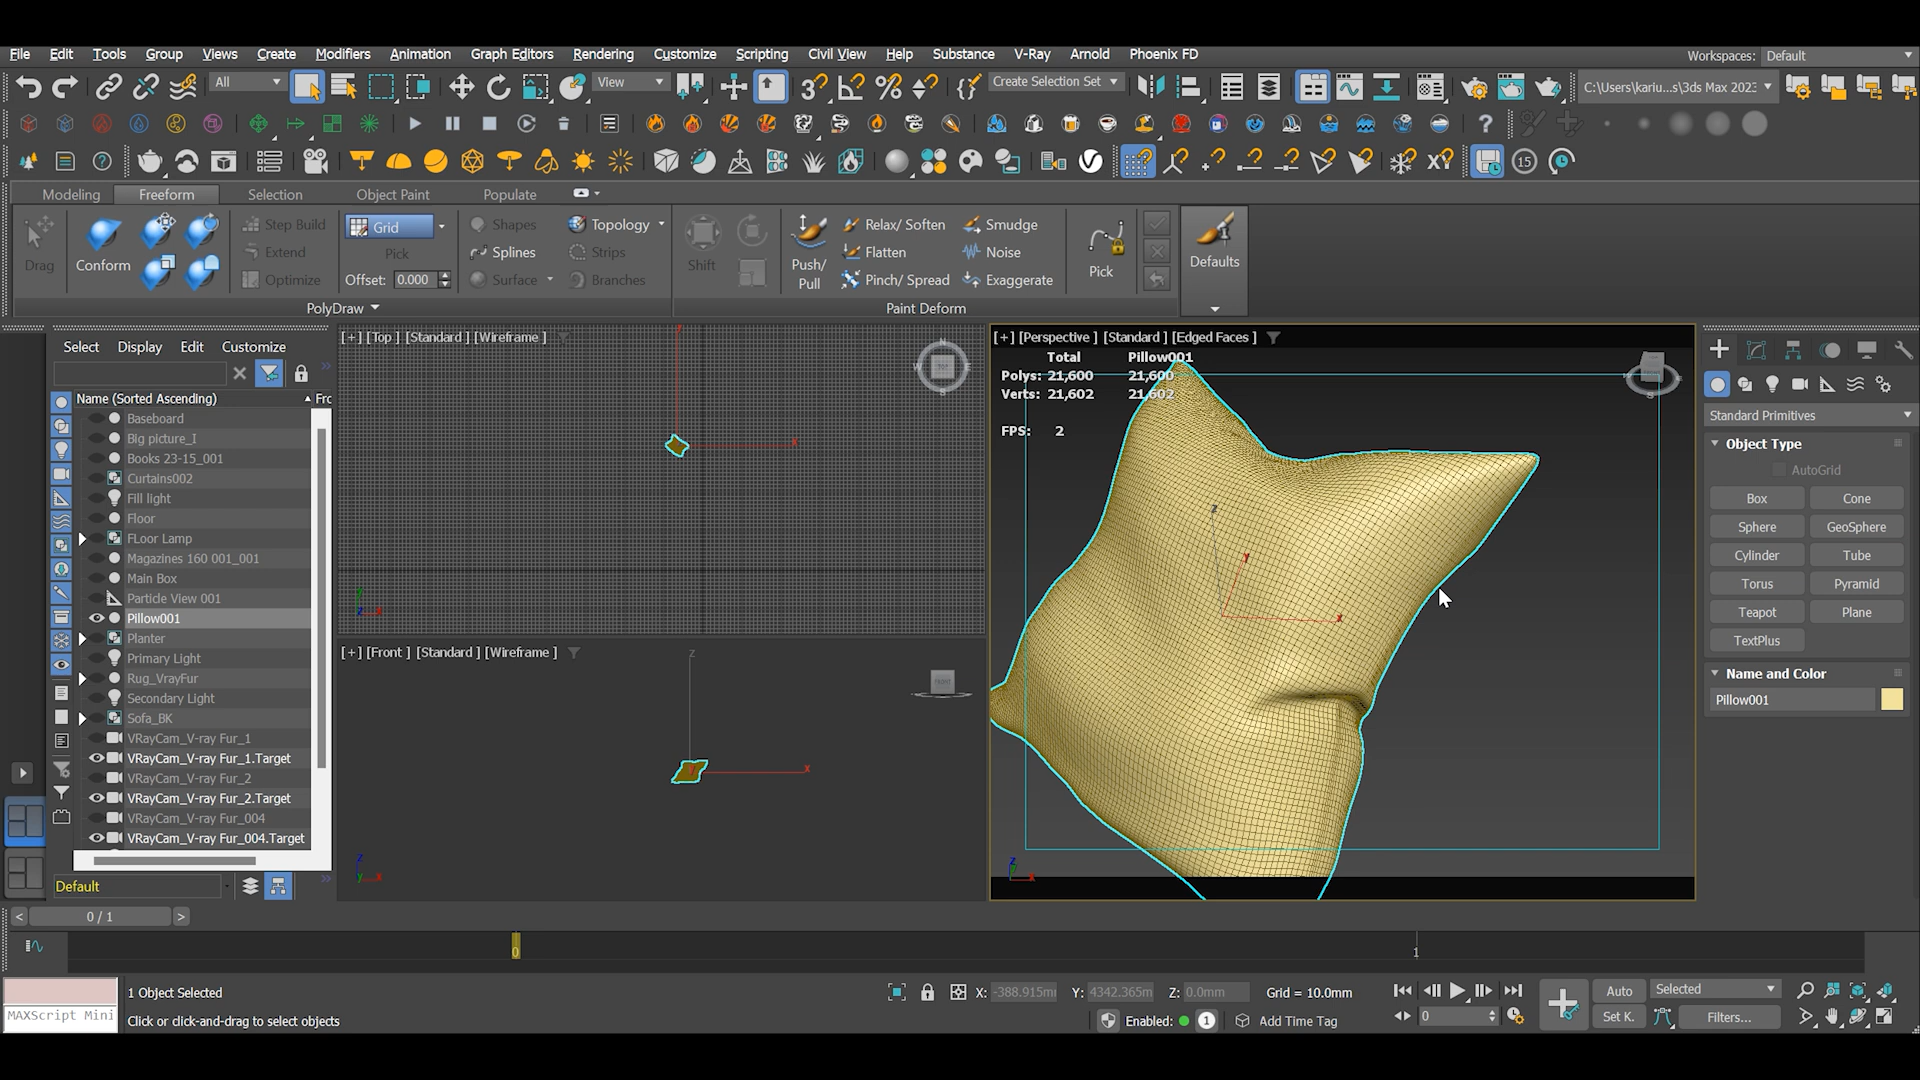 File Edit Tools Group Views Create Modifiers Animation Graph Editors Rendering Customize Scripting Civil View Help Substance V-Ray Arnold Phoenix FD Workspaces: Default
All View Create Selection Set C:\Users\kariu...s\3ds Max 2023
Modeling Freeform Selection Object Paint Populate
Drag Conform
Step Build
Extend
Optimize
Grid
Pick
Offset: 0.000
Shapes
Splines
Surface
Topology
Strips
Branches
PolyDraw
Shift
Push/
Pull
Relax/ Soften
Flatten
Pinch/ Spread
Smudge
Noise
Exaggerate
Paint Deform
Pick
Defaults
Select Display Edit Customize
Name (Sorted Ascending) Frc
Baseboard
Big picture_I
Books 23-15_001
Curtains002
Fill light
Floor
FLoor Lamp
Magazines 160 001_001
Main Box
Particle View 001
Pillow001
Planter
Primary Light
Rug_VrayFur
Secondary Light
Sofa_BK
VRayCam_V-ray Fur_1
VRayCam_V-ray Fur_1.Target
VRayCam_V-ray Fur_2
VRayCam_V-ray Fur_2.Target
VRayCam_V-ray Fur_004
VRayCam_V-ray Fur_004.Target
Default
[+] [Top ] [Standard ] [Wireframe ]
[+] [Front ] [Standard ] [Wireframe ]
[+] [Perspective ] [Standard ] [Edged Faces ]
Total Pillow001
Polys: 21,600 21,600
Verts: 21,602 21,602
FPS: 2
Standard Primitives
Object Type
AutoGrid
Box Cone
Sphere GeoSphere
Cylinder Tube
Torus Pyramid
Teapot Plane
TextPlus
Name and Color
Pillow001
< 0 / 1 >
0 1
MAXScript Mini
1 Object Selected
Click or click-and-drag to select objects
X: -388.915m Y: 4342.365m Z: 0.0mm Grid = 10.0mm
Enabled: 1 Add Time Tag
0
Auto Selected
Set K. Filters...